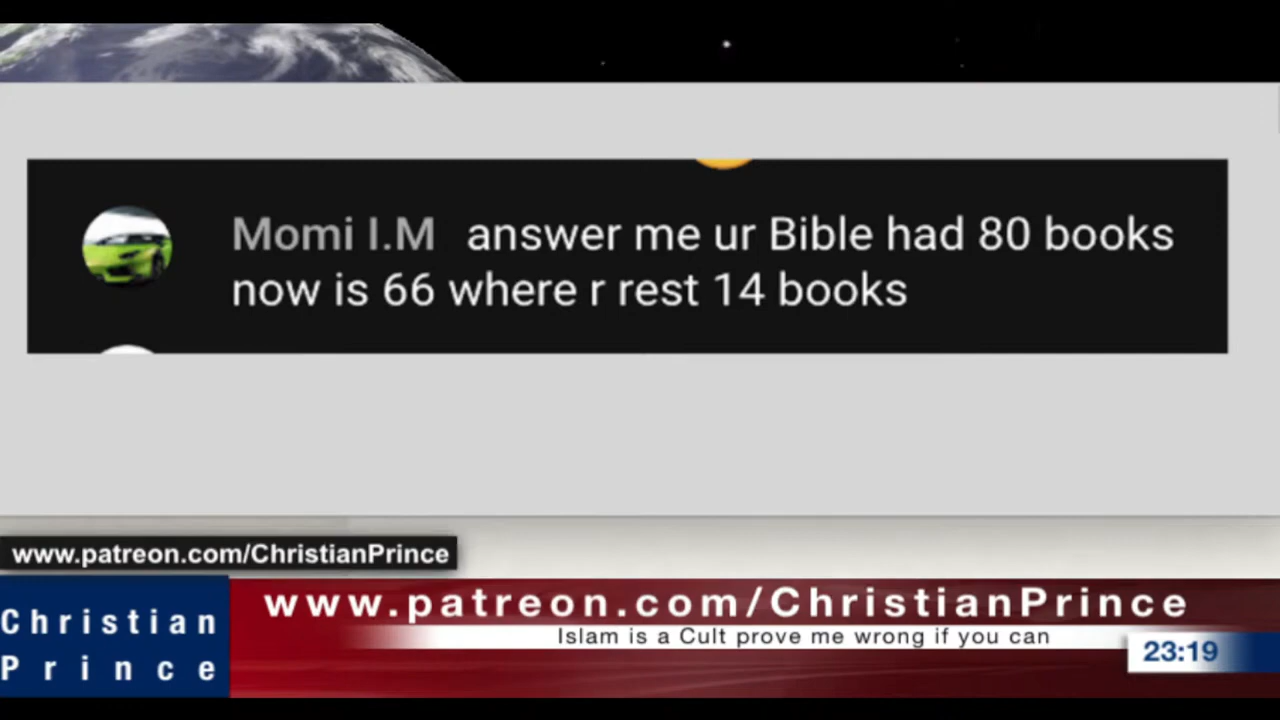 Momi I.M answer me ur Bible had 80 books
now is 66 where r rest 14 books
www.patreon.com/ChristianPrince
Christian
Prince
www.patreon.com/ChristianPrince
Islam is a Cult prove me wrong if you can
23:19